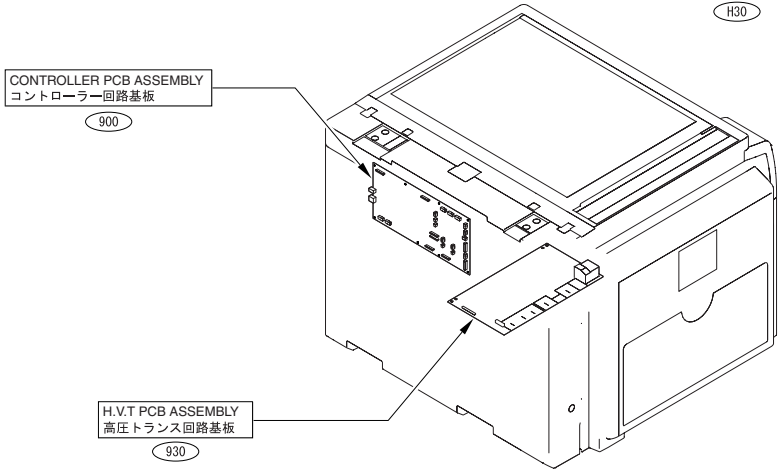 H30
CONTROLLER PCB ASSEMBLY
コントローラー回路基板
900
H.V.T PCB ASSEMBLY
高圧トランス回路基板
930